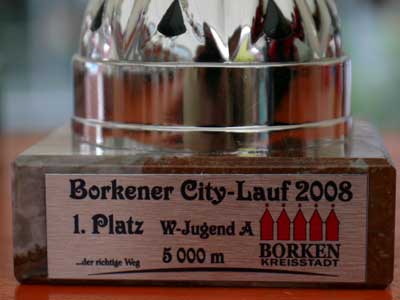 Borkener City-Lauf 2008
1. Platz W-Jugend A
...der richtige Weg 5 000 m
BORKEN
KREISSTADT